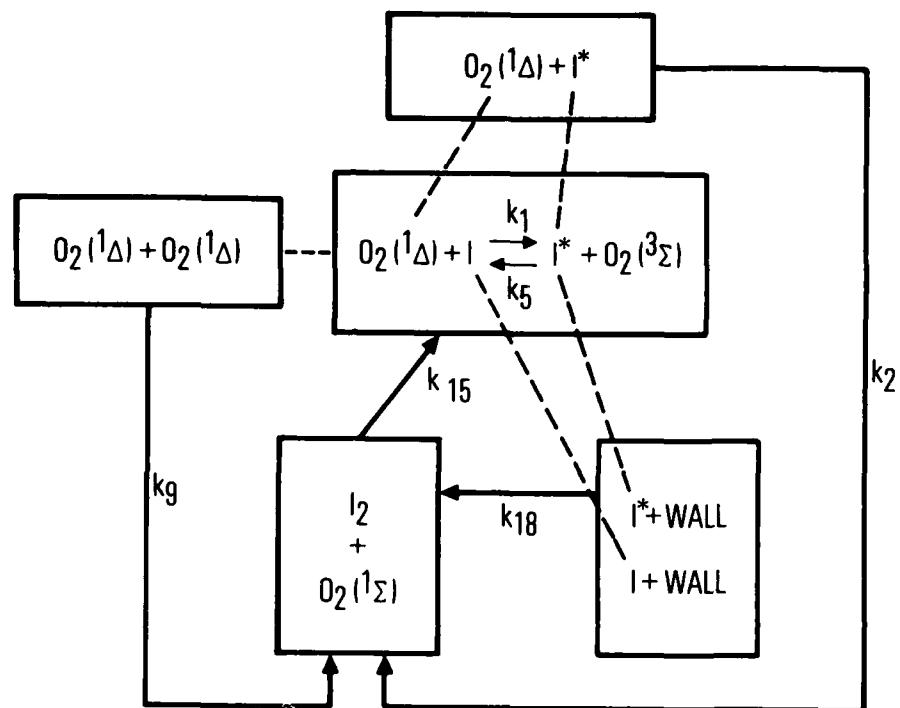 O₂(¹Δ) + I*
k₁
O₂(¹Δ) + O₂(¹Δ)
O₂(¹Δ) + I ⇄ I* + O₂(³Σ)
k₅
k₂
k₁₅
k₉
I₂
+
O₂(¹Σ)
k₁₈
I* + WALL
I + WALL